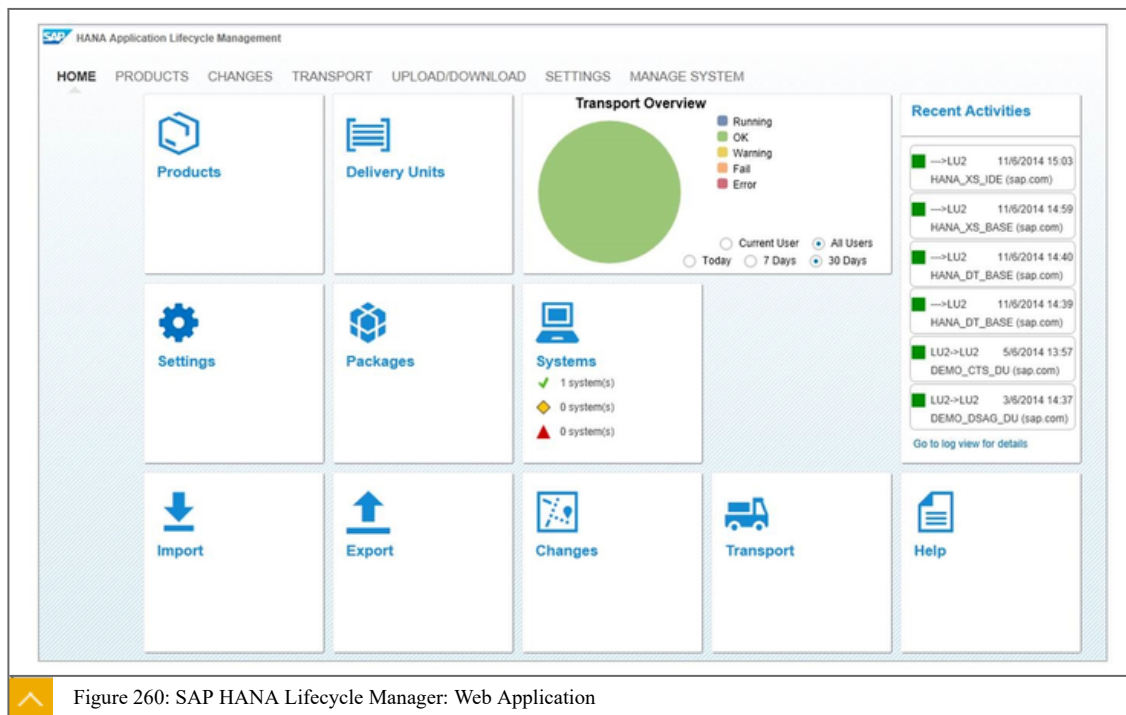 SAP HANA Application Lifecycle Management
HOME PRODUCTS CHANGES TRANSPORT UPLOAD/DOWNLOAD SETTINGS MANAGE SYSTEM
Products
Delivery Units
Transport Overview
Running
OK
Warning
Fail
Error
Current User All Users
Today 7 Days 30 Days
Recent Activities
--->LU2 11/6/2014 15:03
HANA_XS_IDE (sap.com)
--->LU2 11/6/2014 14:59
HANA_XS_BASE (sap.com)
--->LU2 11/6/2014 14:40
HANA_DT_BASE (sap.com)
--->LU2 11/6/2014 14:39
HANA_DT_BASE (sap.com)
LU2->LU2 5/6/2014 13:57
DEMO_CTS_DU (sap.com)
LU2->LU2 3/6/2014 14:37
DEMO_DSAG_DU (sap.com)
Go to log view for details
Settings
Packages
Systems
1 system(s)
0 system(s)
0 system(s)
Import
Export
Changes
Transport
Help
Figure 260: SAP HANA Lifecycle Manager: Web Application